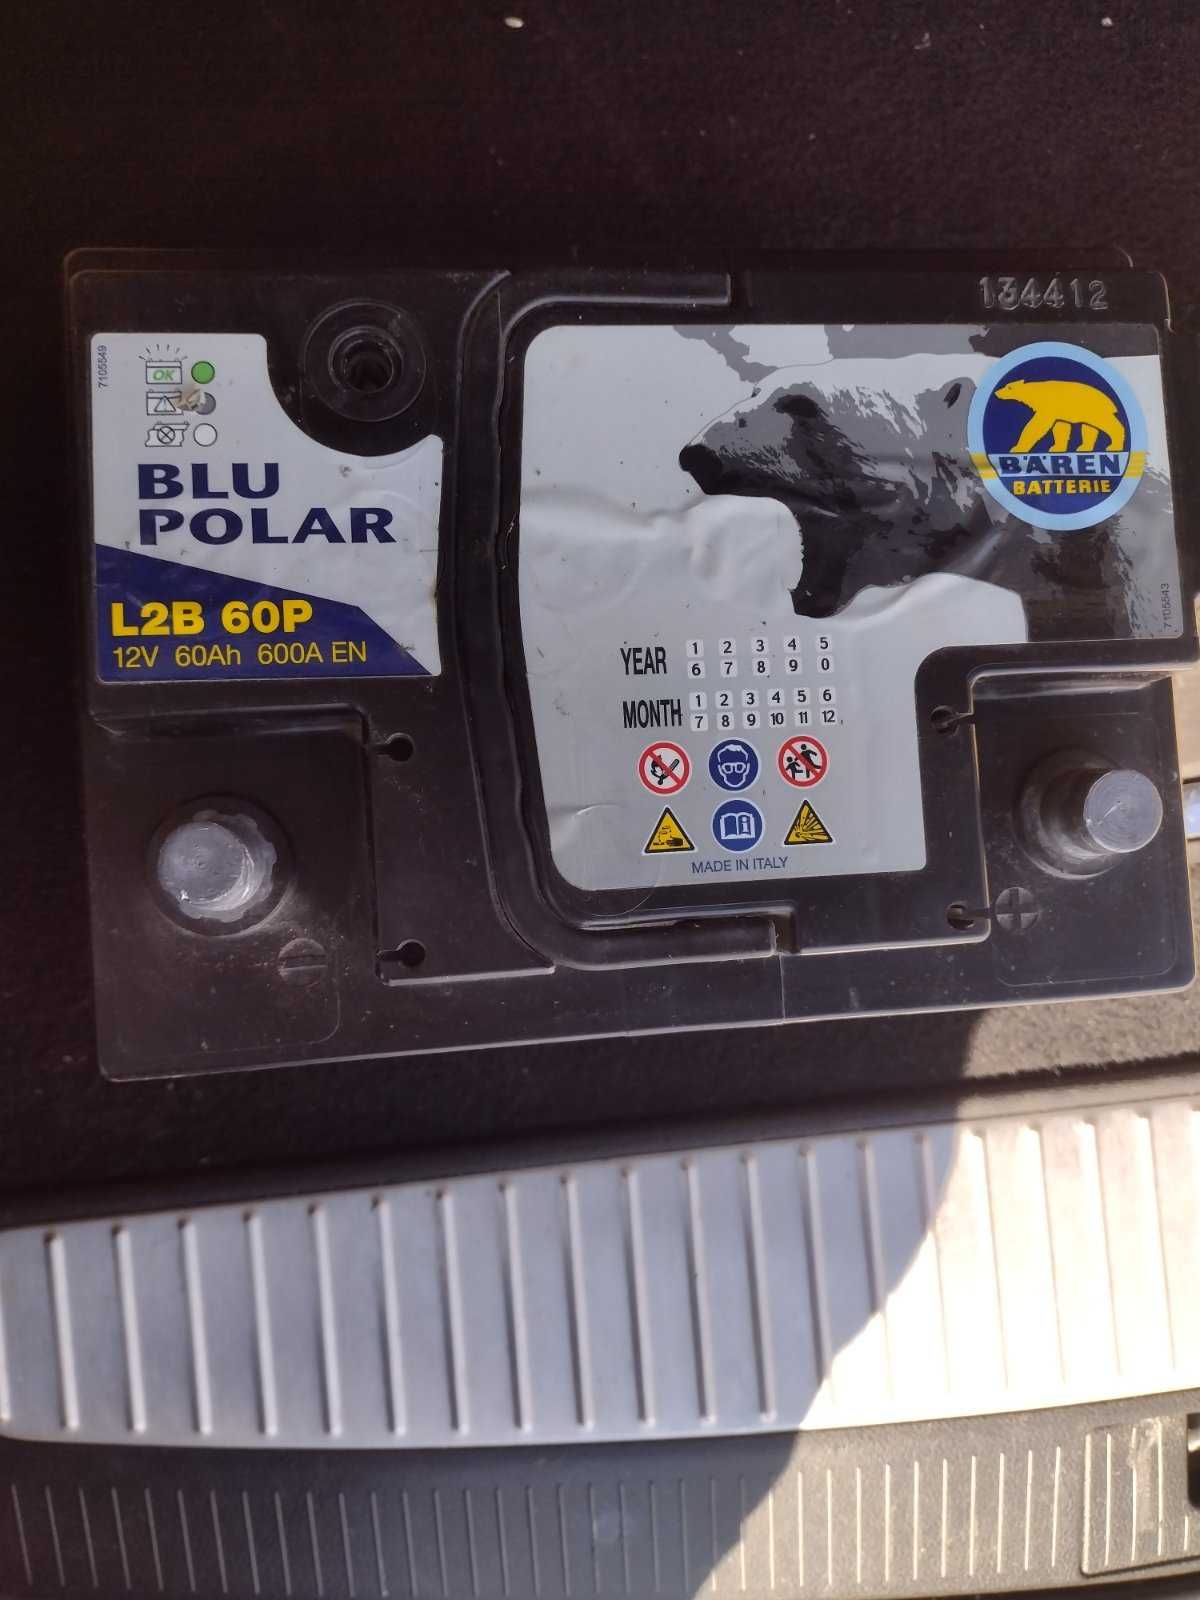 134412
7105549
OK
BLU
POLAR
L2B 60P
12V 60Ah 600A EN
BÄREN
BATTERIE
7105543
YEAR 1 2 3 4 5
6 7 8 9 0
MONTH 1 2 3 4 5 6
7 8 9 10 11 12
MADE IN ITALY